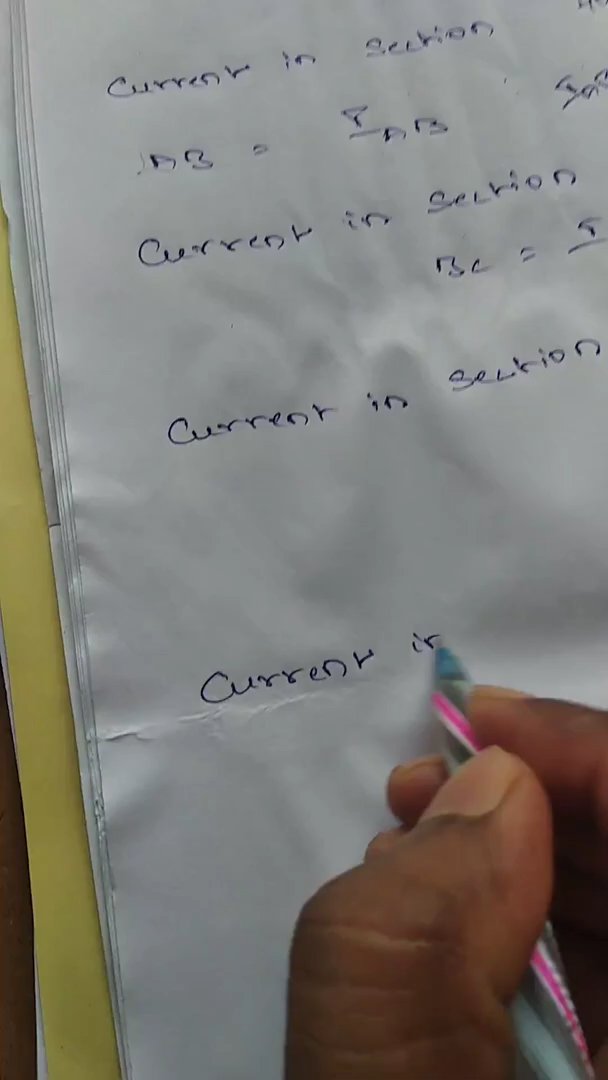 Current in Section
AB = I_AB
Current in Section
BC = I
Current in Section
Current in